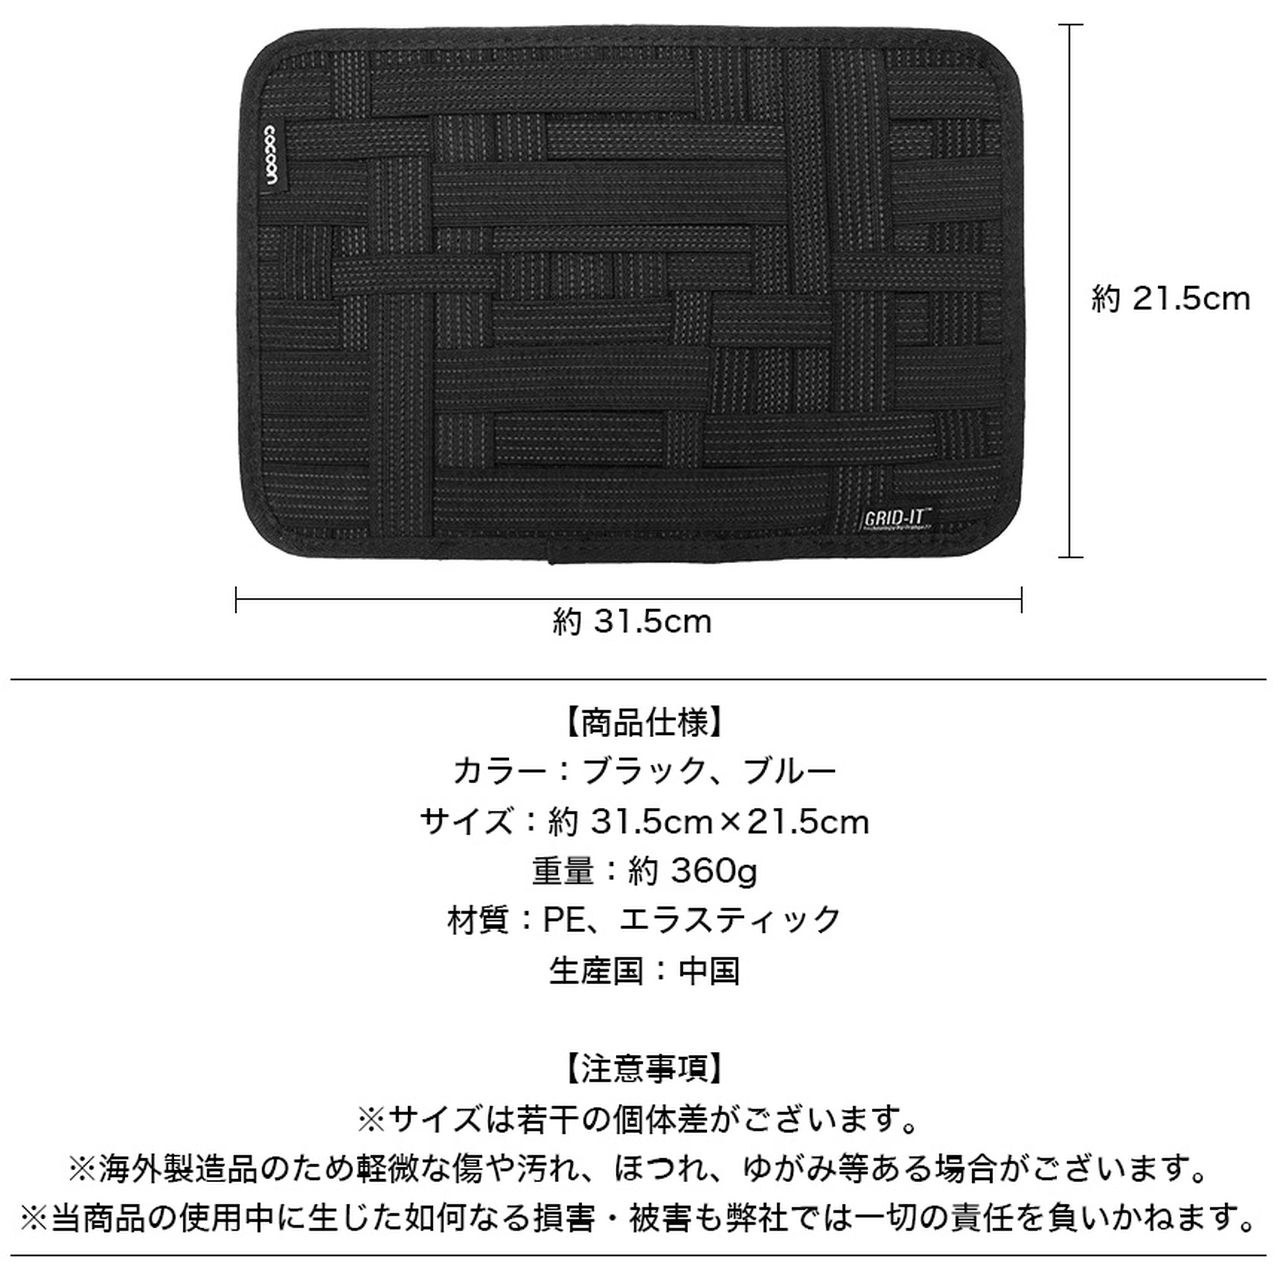 cocoon
約 21.5cm
GRID-IT™
約 31.5cm
【商品仕様】
カラー：ブラック、ブルー
サイズ：約 31.5cm×21.5cm
重量：約 360g
材質：PE、エラスティック
生産国：中国
【注意事項】
※サイズは若干の個体差がございます。
※海外製造品のため軽微な傷や汚れ、ほつれ、ゆがみ等ある場合がございます。
※当商品の使用中に生じた如何なる損害・被害も弊社では一切の責任を負いかねます。